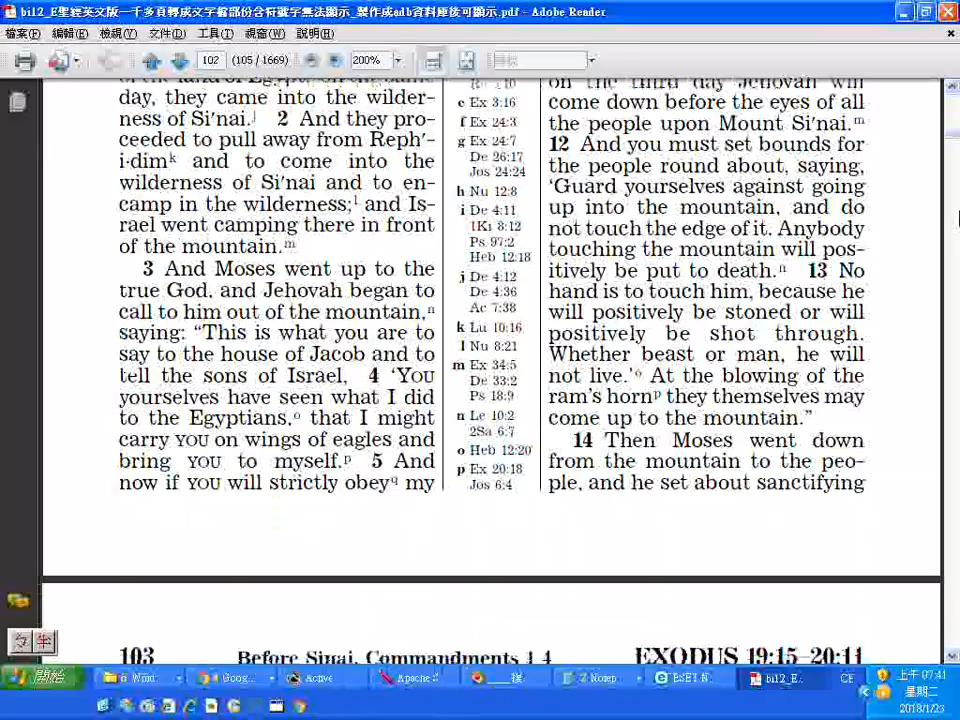 bi12_E聖經英文版—千多頁轉成文字檔部份含符號字無法顯示_製作成adb資料庫後可顯示.pdf - Adobe Reader
檔案(F) 編輯(E) 檢視(V) 文件(D) 工具(T) 視窗(W) 說明(H)
102 (105 / 1669) 200%
day, they came into the wilder-
ness of Si′nai.j 2 And they pro-
ceeded to pull away from Reph′-
i·dimk and to come into the
wilderness of Si′nai and to en-
camp in the wilderness;l and Is-
rael went camping there in front
of the mountain.m
3 And Moses went up to the
true God, and Jehovah began to
call to him out of the mountain,n
saying: “This is what you are to
say to the house of Jacob and to
tell the sons of Israel, 4 ‘YOU
yourselves have seen what I did
to the Egyptians,o that I might
carry YOU on wings of eagles and
bring YOU to myself.p 5 And
now if YOU will strictly obeyq my
e Ex 3:16
f Ex 24:3
g Ex 24:7
De 26:17
Jos 24:24
h Nu 12:8
i De 4:11
1Ki 8:12
Ps 97:2
Heb 12:18
j De 4:12
De 4:36
Ac 7:38
k Lu 10:16
l Nu 8:21
m Ex 34:5
De 33:2
Ps 18:9
n Le 10:2
2Sa 6:7
o Heb 12:20
p Ex 20:18
Jos 6:4
on the third day Jehovah will
come down before the eyes of all
the people upon Mount Si′nai.m
12 And you must set bounds for
the people round about, saying,
‘Guard yourselves against going
up into the mountain, and do
not touch the edge of it. Anybody
touching the mountain will pos-
itively be put to death.n 13 No
hand is to touch him, because he
will positively be stoned or will
positively be shot through.
Whether beast or man, he will
not live.’o At the blowing of the
ram’s hornp they themselves may
come up to the mountain.”
14 Then Moses went down
from the mountain to the peo-
ple, and he set about sanctifying
103 Before Sinai. Commandments 1-4 EXODUS 19:15–20:11
開始 6 Wind... Goog... Active Apache 2 Notep... bi12_E... CE
上午 07:41
星期二
2018/1/23